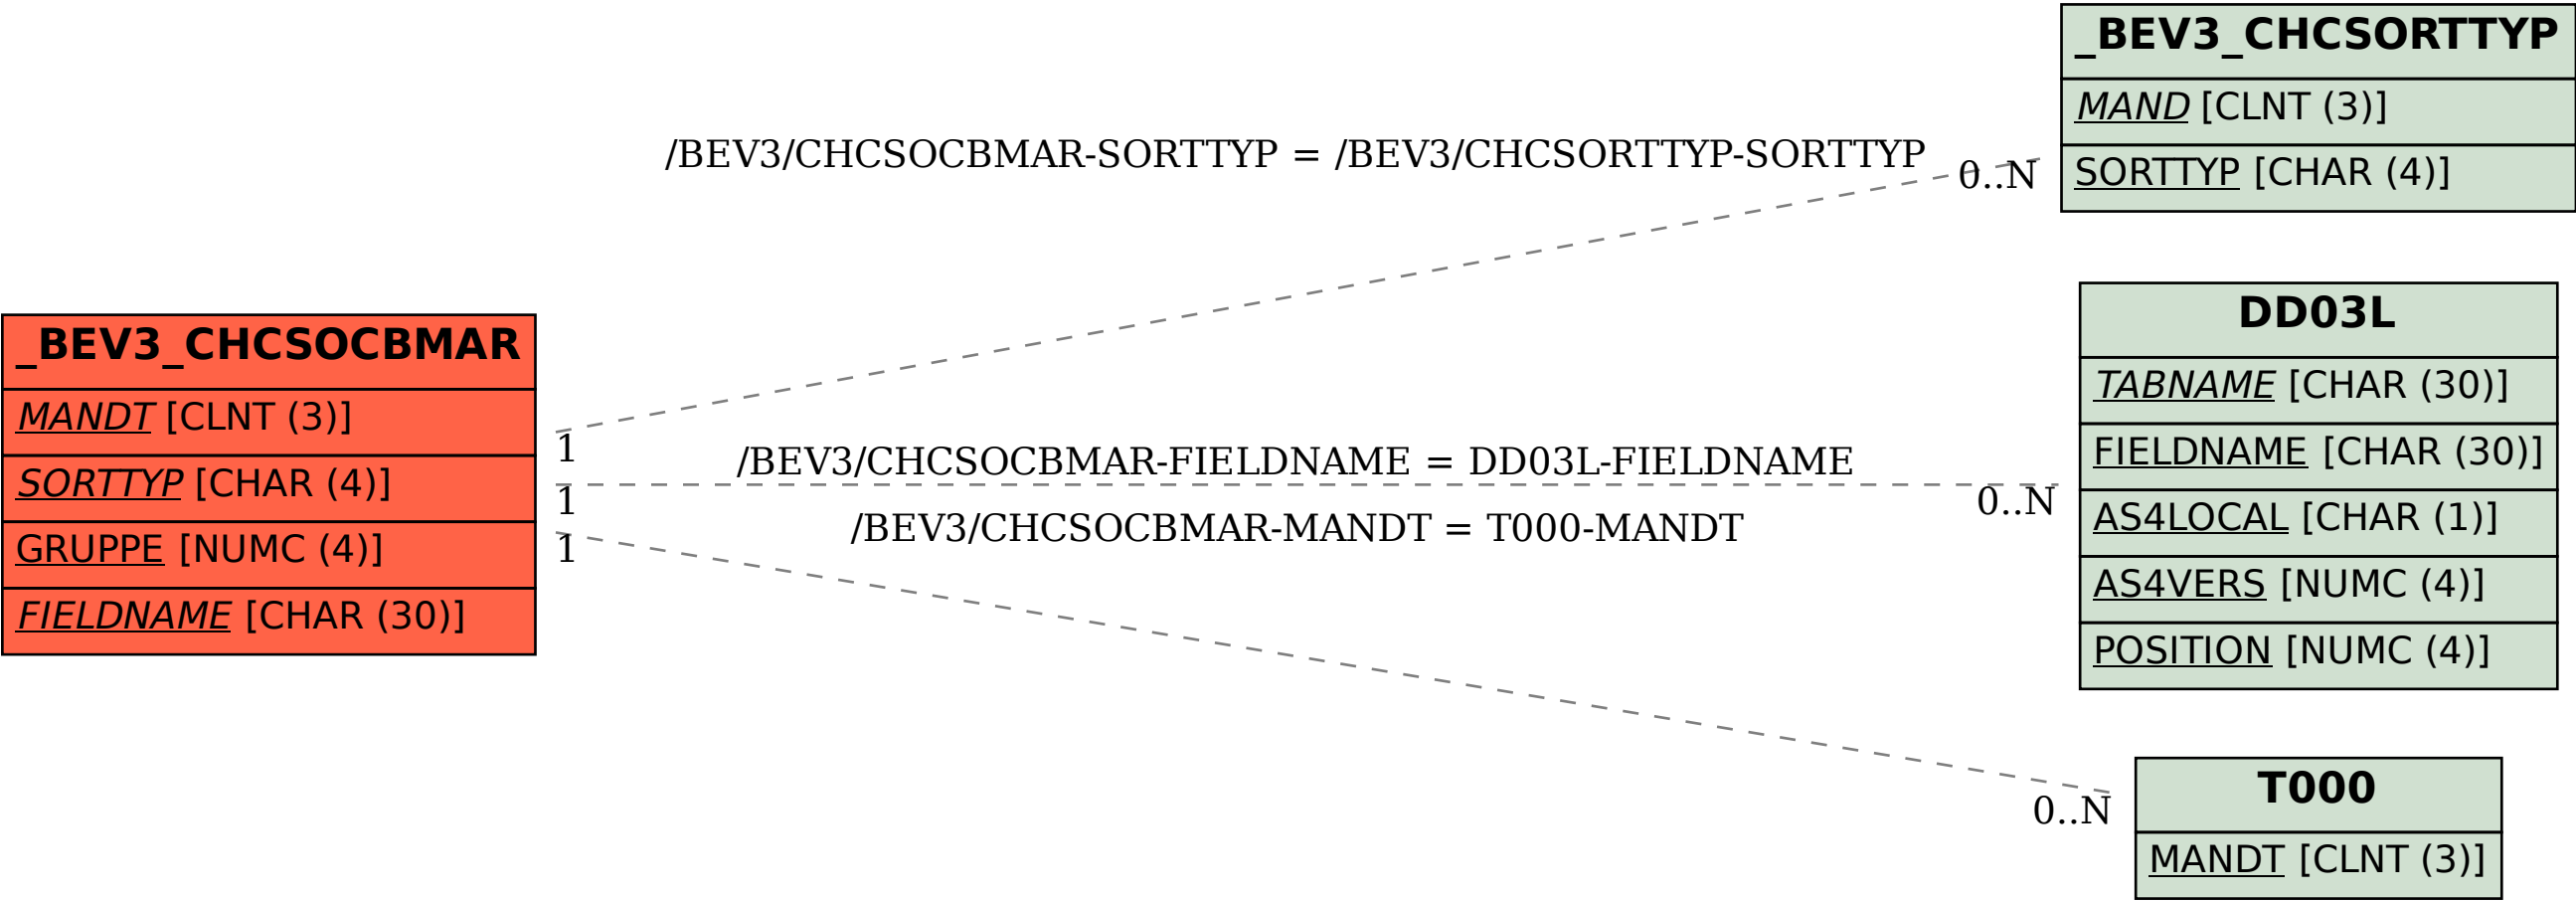 _BEV3_CHCSORTTYP
MAND [CLNT (3)]
SORTTYP [CHAR (4)]
/BEV3/CHCSOCBMAR-SORTTYP = /BEV3/CHCSORTTYP-SORTTYP
0..N
1
_BEV3_CHCSOCBMAR
MANDT [CLNT (3)]
SORTTYP [CHAR (4)]
GRUPPE [NUMC (4)]
FIELDNAME [CHAR (30)]
/BEV3/CHCSOCBMAR-FIELDNAME = DD03L-FIELDNAME
1
0..N
/BEV3/CHCSOCBMAR-MANDT = T000-MANDT
1
0..N
DD03L
TABNAME [CHAR (30)]
FIELDNAME [CHAR (30)]
AS4LOCAL [CHAR (1)]
AS4VERS [NUMC (4)]
POSITION [NUMC (4)]
T000
MANDT [CLNT (3)]